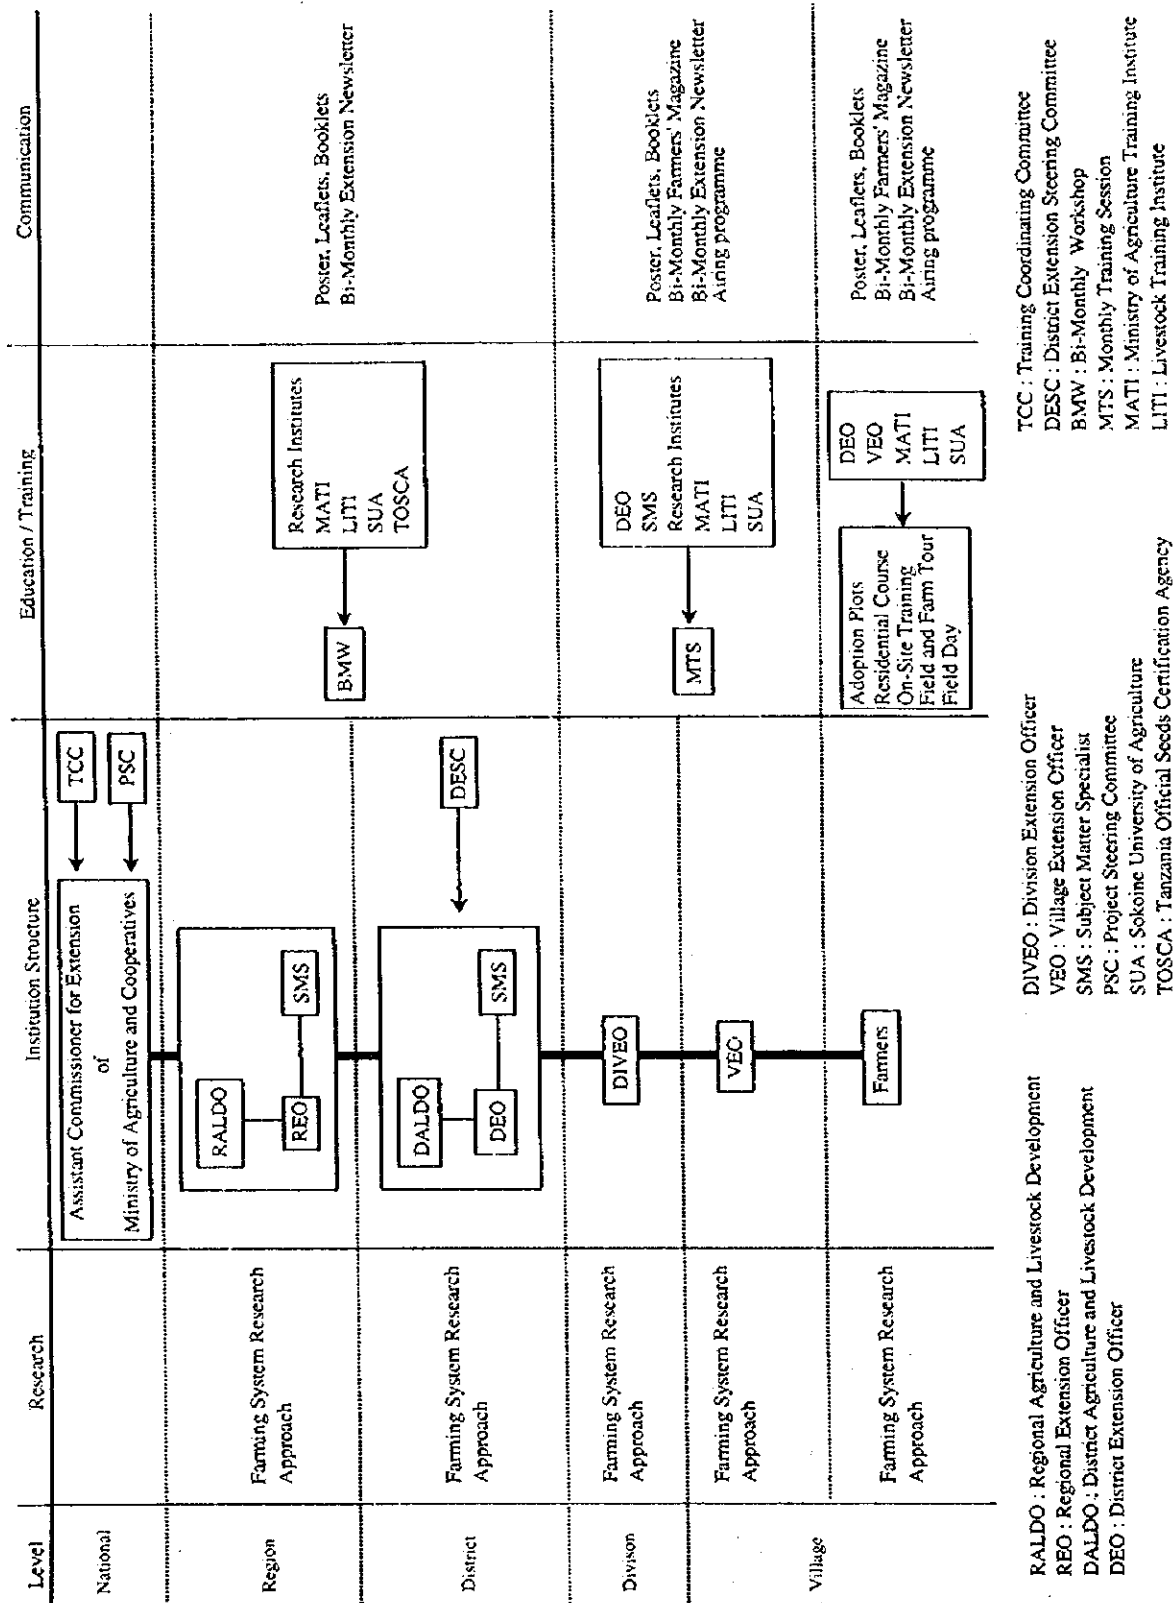 Level
Research
Institution Structure
Education / Training
Communication
National
Assistant Commissioner for Extension
of
Ministry of Agriculture and Cooperatives
TCC
PSC
Region
Farming System Research
Approach
RALDO
REO
SMS
BMW
Research Institutes
MATI
LITI
SUA
TOSCA
Poster, Leaflets, Booklets
Bi-Monthly Extension Newsletter
District
Farming System Research
Approach
DALDO
DEO
SMS
DESC
Divison
Farming System Research
Approach
DIVEO
MTS
DEO
SMS
Research Institutes
MATI
LITI
SUA
Poster, Leaflets, Booklets
Bi-Monthly Farmers' Magazine
Bi-Monthly Extension Newsletter
Airing programme
Village
Farming System Research
Approach
VEO
Farming System Research
Approach
Farmers
Adoption Plots
Residential Course
On-Site Training
Field and Farm Tour
Field Day
DEO
VEO
MATI
LITI
SUA
Poster, Leaflets, Booklets
Bi-Monthly Farmers' Magazine
Bi-Monthly Extension Newsletter
Airing programme
RALDO : Regional Agriculture and Livestock Development
REO : Regional Extension Officer
DALDO : District Agriculture and Livestock Development
DEO : District Extension Officer
DIVEO : Division Extension Officer
VEO : Village Extension Officer
SMS : Subject Matter Specialist
PSC : Project Steering Committee
SUA : Sokoine University of Agriculture
TOSCA : Tanzania Official Seeds Certification Agency
TCC : Training Coordinating Committee
DESC : District Extension Steering Committee
BMW : Bi-Monthly Workshop
MTS : Monthly Training Session
MATI : Ministry of Agriculture Training Institute
LITI : Livestock Training Institute